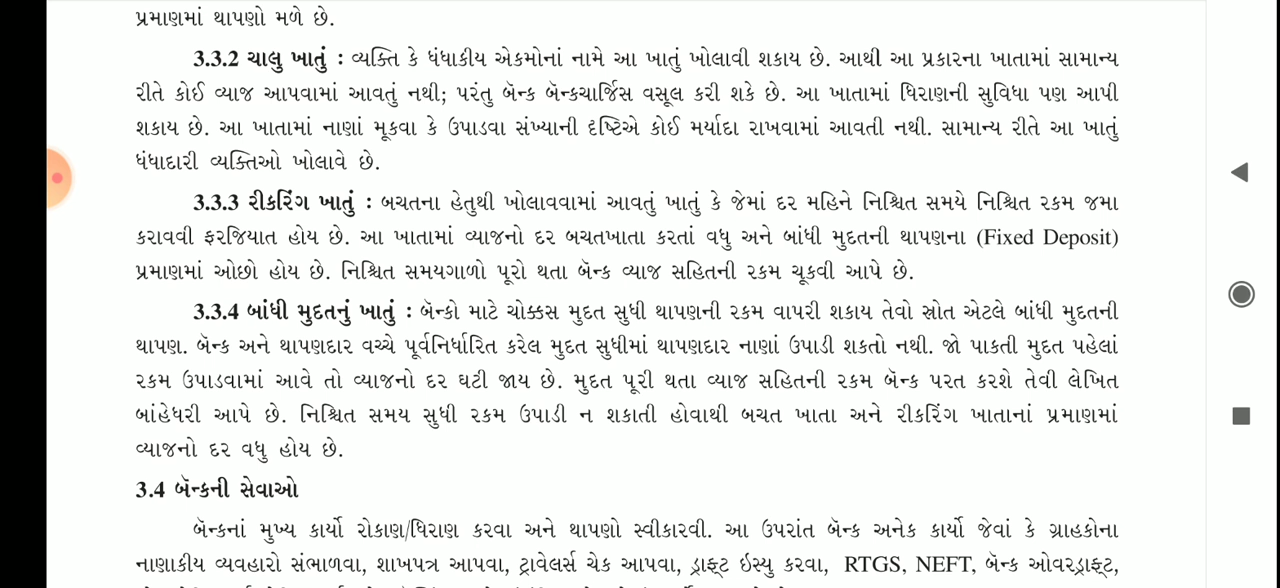 પ્રમાણમાં થાપણો મળે છે.
3.3.2 ચાલુ ખાતું : વ્યક્તિ કે ધંધાકીય એકમોનાં નામે આ ખાતું ખોલાવી શકાય છે. આથી આ પ્રકારના ખાતામાં સામાન્ય
રીતે કોઈ વ્યાજ આપવામાં આવતું નથી; પરંતુ બૅન્ક બૅન્કચાર્જિસ વસૂલ કરી શકે છે. આ ખાતામાં ધિરાણની સુવિધા પણ આપી
શકાય છે. આ ખાતામાં નાણાં મૂકવા કે ઉપાડવા સંખ્યાની દૃષ્ટિએ કોઈ મર્યાદા રાખવામાં આવતી નથી. સામાન્ય રીતે આ ખાતું
ધંધાદારી વ્યક્તિઓ ખોલાવે છે.
3.3.3 રીકરિંગ ખાતું : બચતના હેતુથી ખોલાવવામાં આવતું ખાતું કે જેમાં દર મહિને નિશ્ચિત સમયે નિશ્ચિત રકમ જમા
કરાવવી ફરજિયાત હોય છે. આ ખાતામાં વ્યાજનો દર બચતખાતા કરતાં વધુ અને બાંધી મુદતની થાપણના (Fixed Deposit)
પ્રમાણમાં ઓછો હોય છે. નિશ્ચિત સમયગાળો પૂરો થતા બૅન્ક વ્યાજ સહિતની રકમ ચૂકવી આપે છે.
3.3.4 બાંધી મુદતનું ખાતું : બૅન્કો માટે ચોક્કસ મુદત સુધી થાપણની રકમ વાપરી શકાય તેવો સ્રોત એટલે બાંધી મુદતની
થાપણ. બૅન્ક અને થાપણદાર વચ્ચે પૂર્વનિર્ધારિત કરેલ મુદત સુધીમાં થાપણદાર નાણાં ઉપાડી શકતો નથી. જો પાકતી મુદત પહેલાં
રકમ ઉપાડવામાં આવે તો વ્યાજનો દર ઘટી જાય છે. મુદત પૂરી થતા વ્યાજ સહિતની રકમ બૅન્ક પરત કરશે તેવી લેખિત
બાંહેધરી આપે છે. નિશ્ચિત સમય સુધી રકમ ઉપાડી ન શકાતી હોવાથી બચત ખાતા અને રીકરિંગ ખાતાનાં પ્રમાણમાં
વ્યાજનો દર વધુ હોય છે.
3.4 બૅન્કની સેવાઓ
બૅન્કનાં મુખ્ય કાર્યો રોકાણ/ધિરાણ કરવા અને થાપણો સ્વીકારવી. આ ઉપરાંત બૅન્ક અનેક કાર્યો જેવાં કે ગ્રાહકોના
નાણાકીય વ્યવહારો સંભાળવા, શાખપત્ર આપવા, ટ્રાવેલર્સ ચેક આપવા, ડ્રાફ્ટ ઇસ્યુ કરવા, RTGS, NEFT, બૅન્ક ઓવરડ્રાફ્ટ,